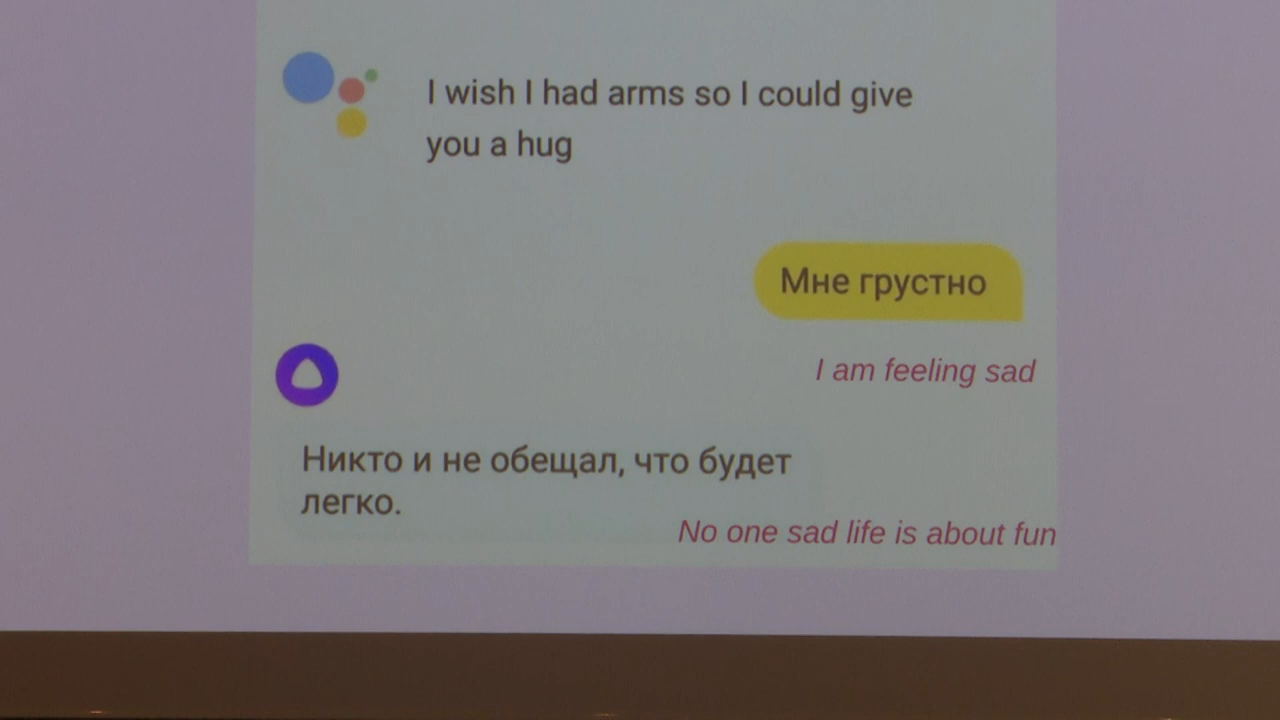 I wish I had arms so I could give
you a hug
Мне грустно
I am feeling sad
Никто и не обещал, что будет
легко.
No one sad life is about fun